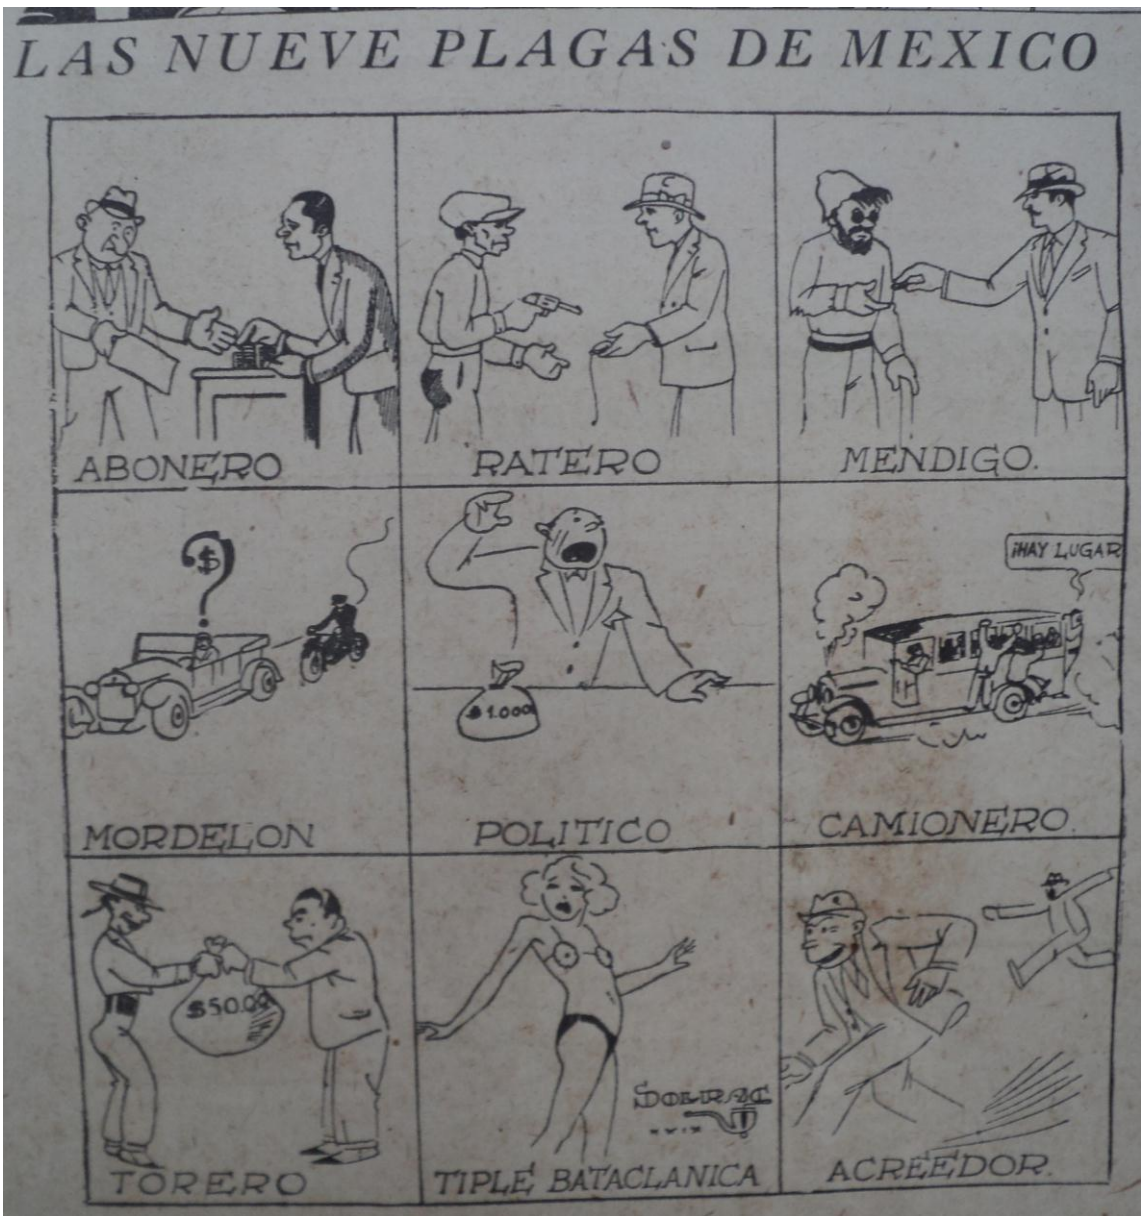 LAS NUEVE PLAGAS DE MEXICO
ABONERO
RATERO
MENDIGO.
$
¡HAY LUGAR
$1.000
MORDELON
POLITICO
CAMIONERO.
$50.00
TORERO
TIPLE BATACLANICA
ACREEDOR.